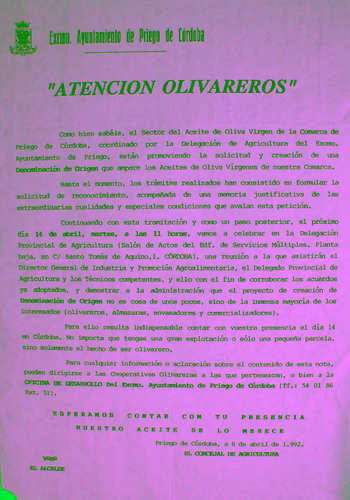 Exmo. Ayuntamiento de Priego de Córdoba
"ATENCION OLIVAREROS"
Como bien sabéis, el Sector del Aceite de Oliva Virgen de la Comarca de
Priego de Córdoba, coordinado por la Delegación de Agricultura del Exmo.
Ayuntamiento de Priego, están promoviendo la solicitud y creación de una
Denominación de Origen que ampare los Aceites de Oliva Vírgenes de nuestra Comarca.
Hasta el momento, los trámites realizados han consistido en formular la
solicitud de reconocimiento, acompañada de una memoria justificativa de las
extraordinarias cualidades y especiales condiciones que avalan esta petición.
Continuando con esta tramitación y como un paso posterior, el próximo
día 14 de abril, martes, a las 11 horas, vamos a celebrar en la Delegación
Provincial de Agricultura (Salón de Actos del Edf. de Servicios Múltiples, Planta
baja, en C/ Santo Tomás de Aquino,1, CÓRDOBA), una reunión a la que asistirán el
Director General de Industria y Promoción Agroalimentaria, el Delegado Provincial de
Agricultura y los Técnicos competentes, y ello con el fin de corroborar los acuerdos
ya adoptados, y demostrar a la administración que el proyecto de creación de
Denominación de Origen no es cosa de unos pocos, sino de la inmensa mayoría de los
interesados (olivareros, almazaras, envasadores y comercializadores).
Para ello resulta indispensable contar con vuestra presencia el día 14
en Córdoba. No importa que tengas una gran explotación o sólo una pequeña parcela,
sino solamente el hecho de ser olivarero.
Para cualquier información o aclaración sobre el contenido de esta nota,
pueden dirigirse a las Cooperativas Olivareras a las que pertenezcan, o bien a la
OFICINA DE DESARROLLO del Exmo. Ayuntamiento de Priego de Córdoba (Tf.: 54 01 86
Ext. 51).
ESPERAMOS CONTAR CON TU PRESENCIA
NUESTRO ACEITE SE LO MERECE
Priego de Córdoba, a 8 de abril de 1.992.
VºBº
EL CONCEJAL DE AGRICULTURA
EL ALCALDE